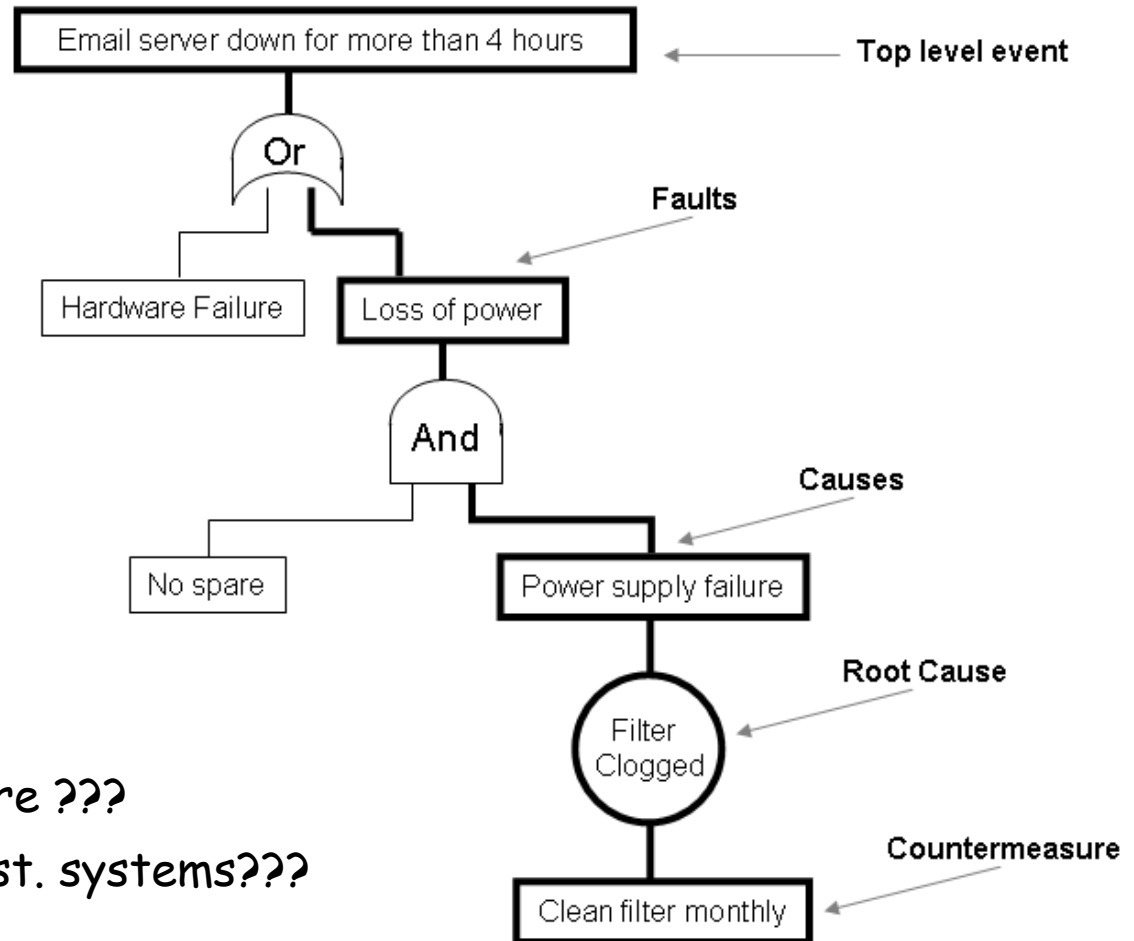 Email server down for more than 4 hours
Top level event
Or
Faults
Hardware Failure
Loss of power
And
Causes
No spare
Power supply failure
Root Cause
Filter
Clogged
re ???
st. systems???
Countermeasure
Clean filter monthly